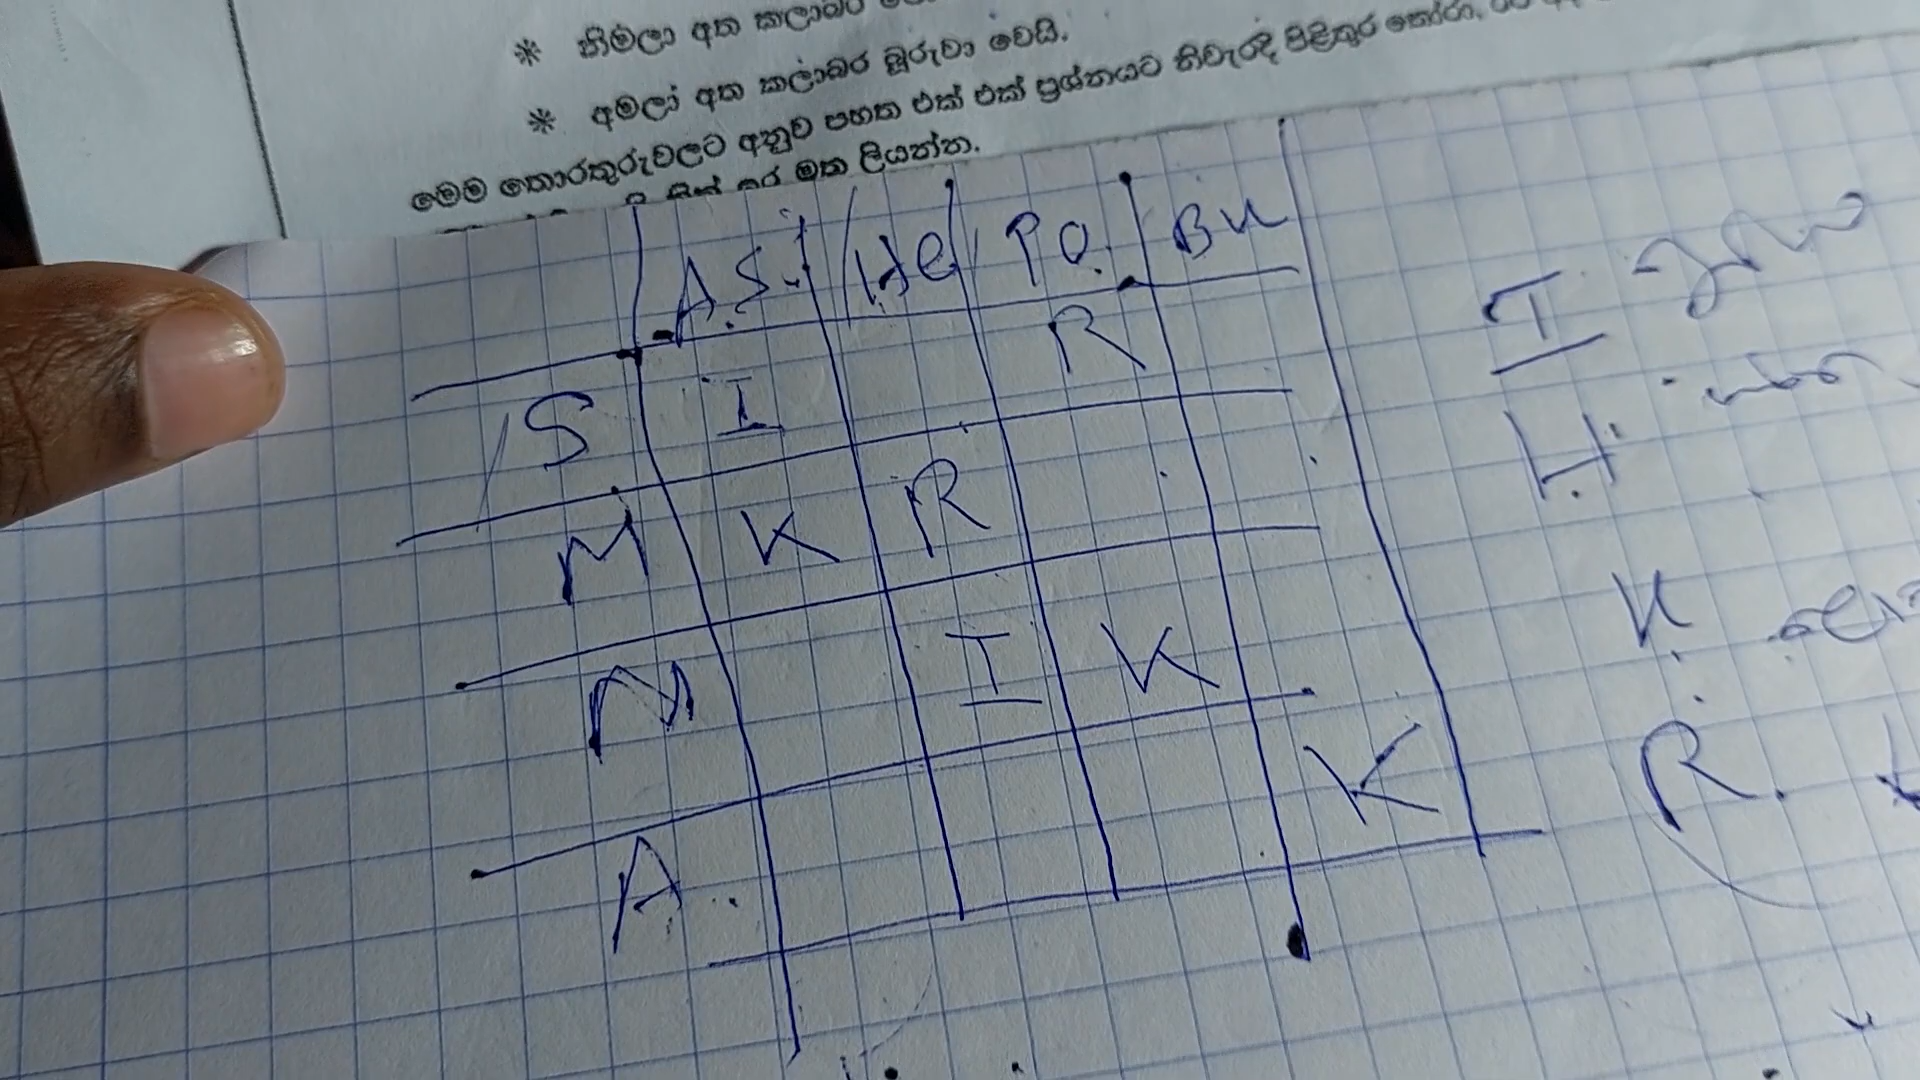 * නිමලා අත කලාබර
* අමලා අත කලාබර බූරුවා වෙයි.
මෙම තොරතුරුවලට අනුව පහත එක් එක් ප්‍රශ්නයට නිවැරදි පිළිතුර තෝරා,
මත ලියන්න.
A.S. He Po. Bu
S I R
M K R
N I K
A. K
I
H.
K
R.